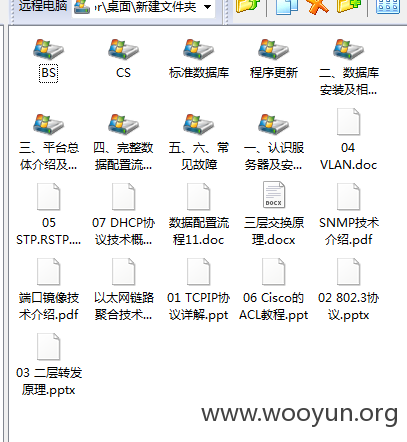 远程电脑
r\桌面\新建文件夹
BS
CS
标准数据库
程序更新
二、数据库
安装及相...
三、平台总
体介绍及...
四、完整数
据配置流...
五、六、常
见故障
一、认识服
务器及安...
04
VLAN.doc
05
STP.RSTP....
07 DHCP协
议技术概...
数据配置流
程11.doc
DOCX
三层交换原
理.docx
SNMP技术
介绍.pdf
端口镜像技
术介绍.pdf
以太网链路
聚合技术...
01 TCPIP协
议详解.ppt
06 Cisco的
ACL教程.ppt
02 802.3协
议.pptx
03 二层转发
原理.pptx
www.wooyun.org